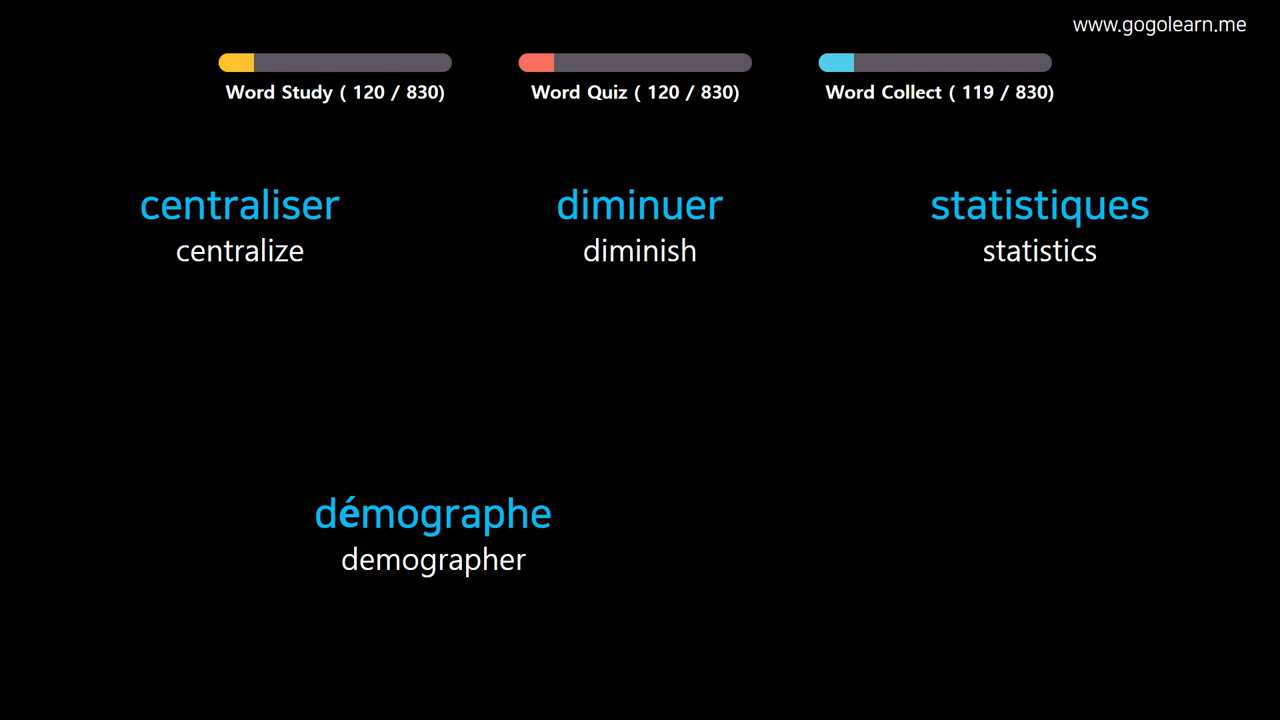 www.gogolearn.me
Word Study ( 120 / 830)
Word Quiz ( 120 / 830)
Word Collect ( 119 / 830)
centraliser
centralize
diminuer
diminish
statistiques
statistics
démographe
demographer